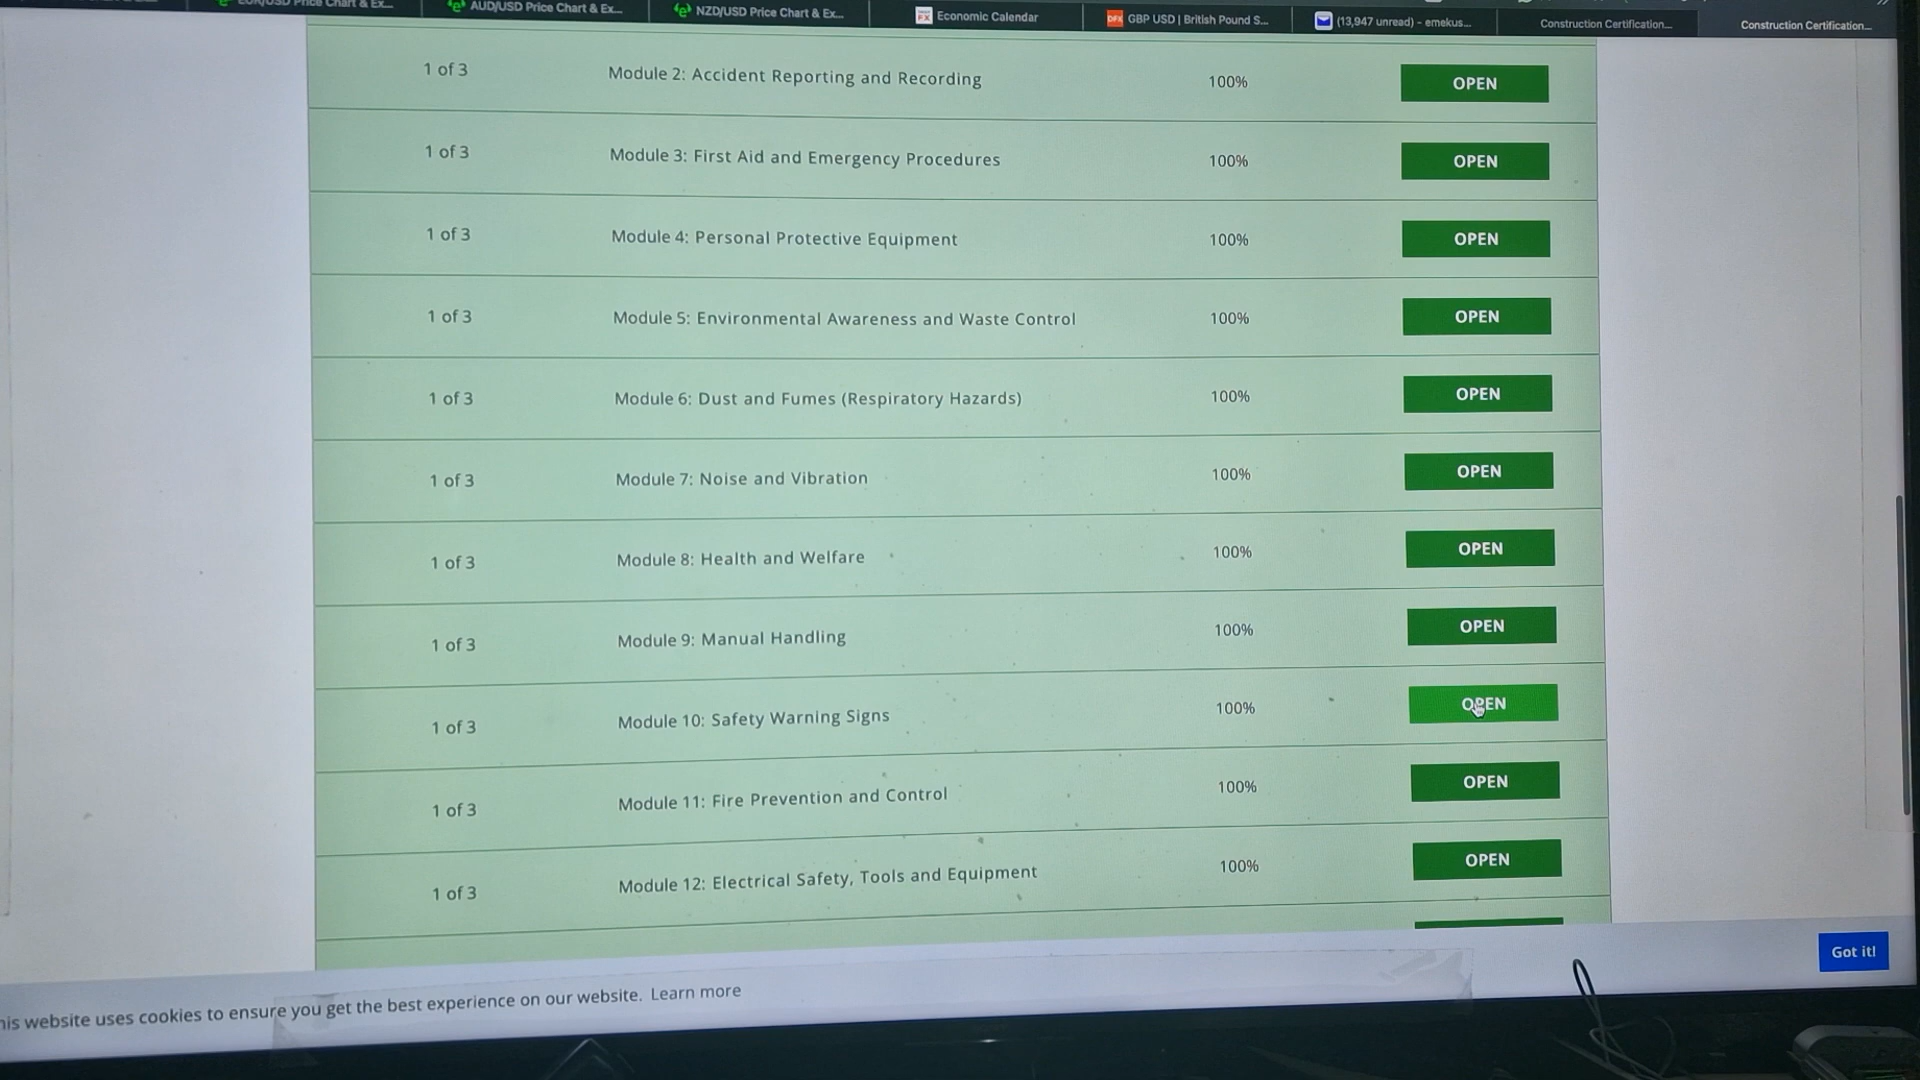 EUR/USD Price Chart & Ex...
AUD/USD Price Chart & Ex...
NZD/USD Price Chart & Ex...
Economic Calendar
GBP USD | British Pound S...
(13,947 unread) - emekus...
Construction Certification...
Construction Certification...
1 of 3 Module 2: Accident Reporting and Recording 100% OPEN
1 of 3 Module 3: First Aid and Emergency Procedures 100% OPEN
1 of 3 Module 4: Personal Protective Equipment 100% OPEN
1 of 3 Module 5: Environmental Awareness and Waste Control 100% OPEN
1 of 3 Module 6: Dust and Fumes (Respiratory Hazards) 100% OPEN
1 of 3 Module 7: Noise and Vibration 100% OPEN
1 of 3 Module 8: Health and Welfare 100% OPEN
1 of 3 Module 9: Manual Handling 100% OPEN
1 of 3 Module 10: Safety Warning Signs 100% OPEN
1 of 3 Module 11: Fire Prevention and Control 100% OPEN
1 of 3 Module 12: Electrical Safety, Tools and Equipment 100% OPEN
his website uses cookies to ensure you get the best experience on our website. Learn more
Got it!